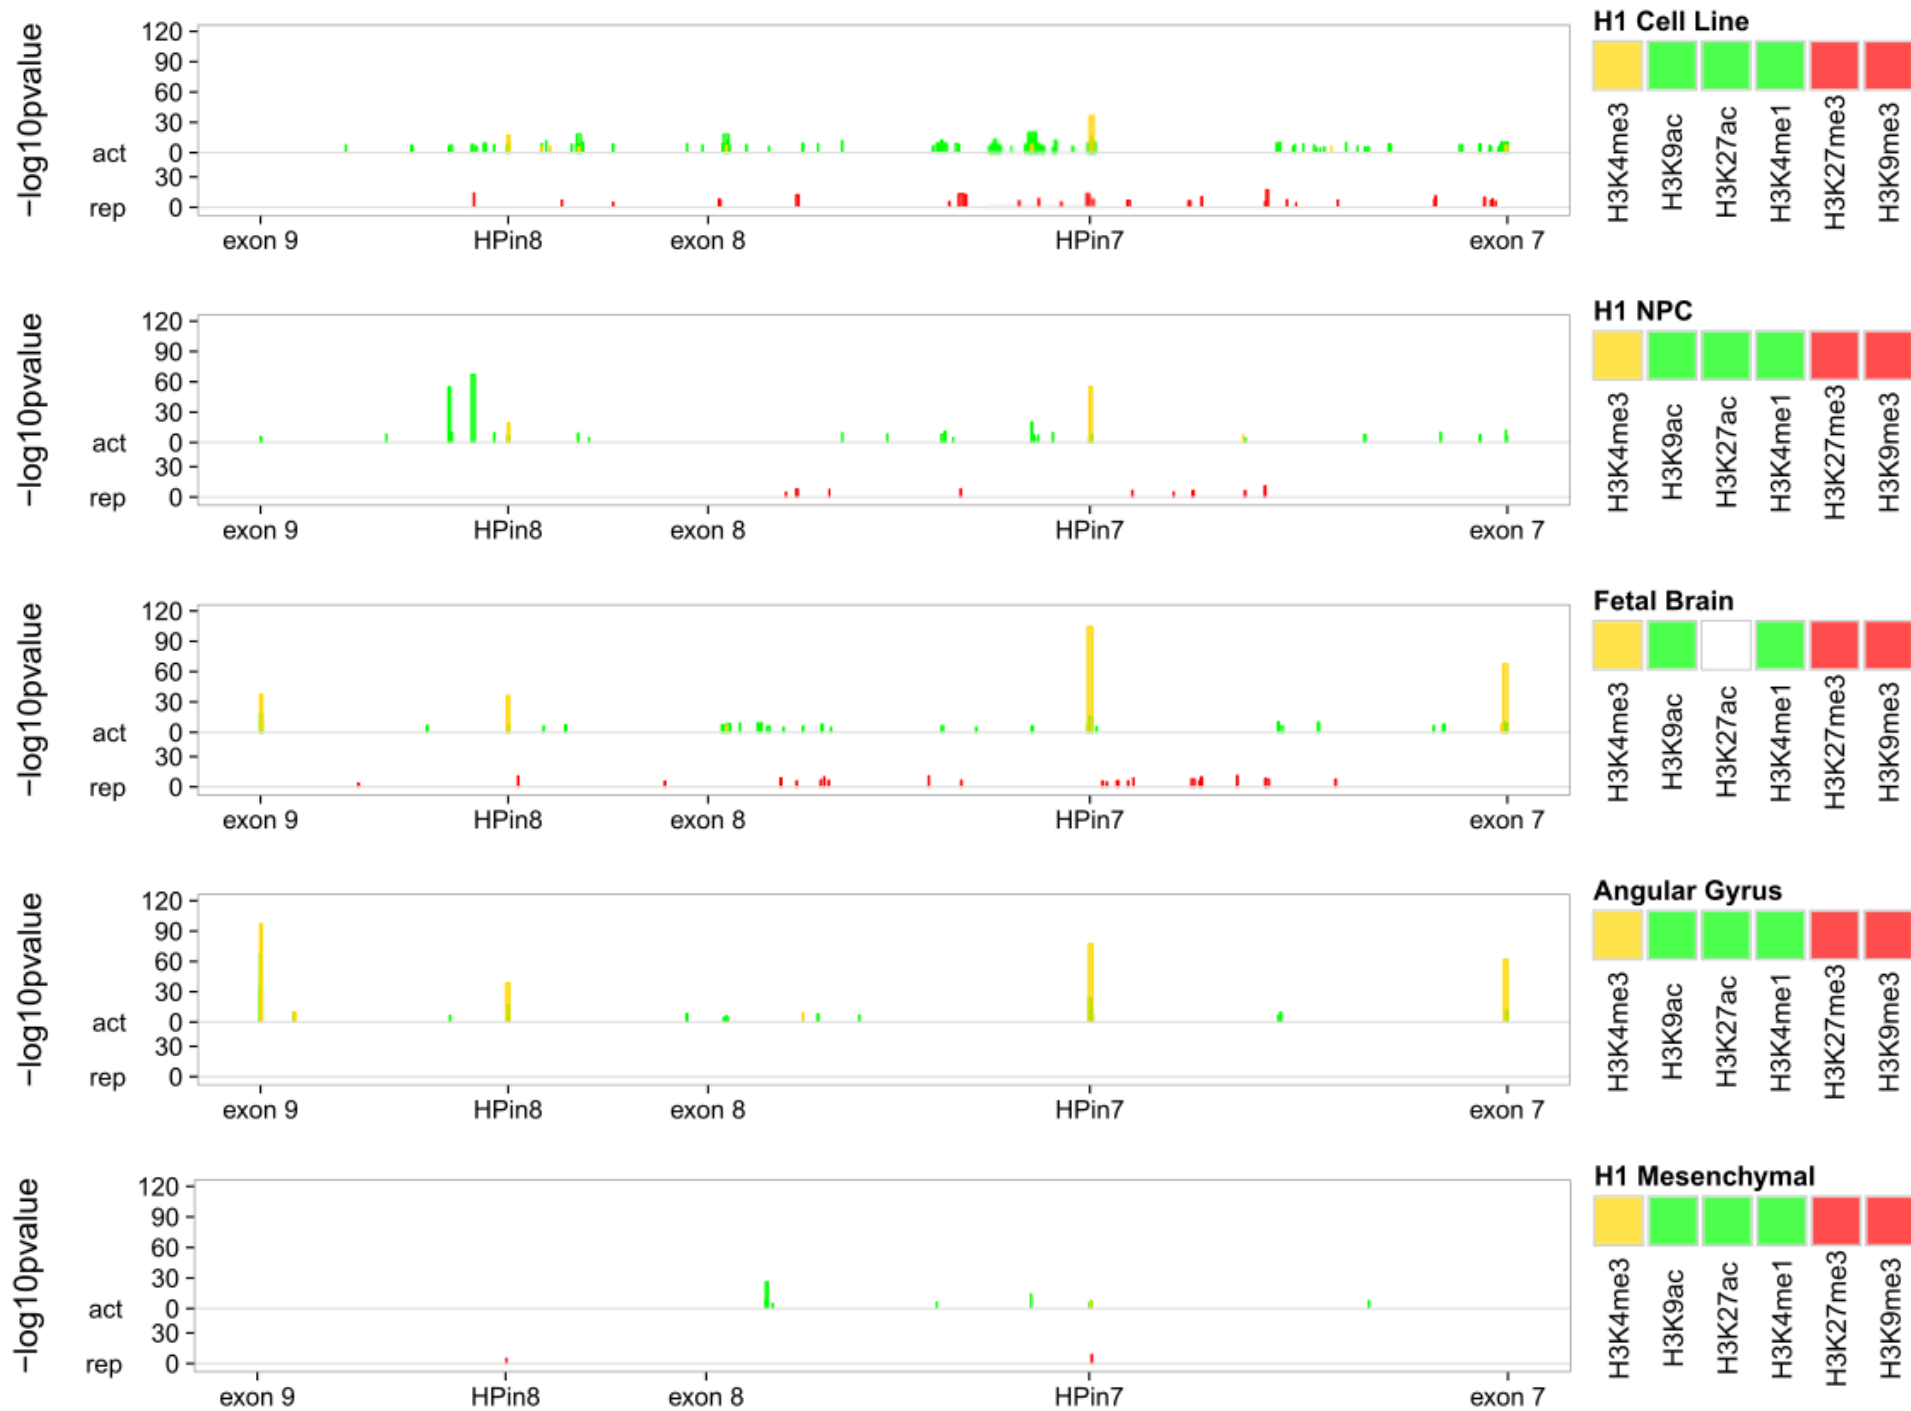 H1 Cell Line
−log10pvalue
120
90
60
30
act 0
30
rep 0
exon 9 HPin8 exon 8 HPin7 exon 7
H3K4me3 H3K9ac H3K27ac H3K4me1 H3K27me3 H3K9me3
H1 NPC
−log10pvalue
120
90
60
30
act 0
30
rep 0
exon 9 HPin8 exon 8 HPin7 exon 7
H3K4me3 H3K9ac H3K27ac H3K4me1 H3K27me3 H3K9me3
Fetal Brain
−log10pvalue
120
90
60
30
act 0
30
rep 0
exon 9 HPin8 exon 8 HPin7 exon 7
H3K4me3 H3K9ac H3K27ac H3K4me1 H3K27me3 H3K9me3
Angular Gyrus
−log10pvalue
120
90
60
30
act 0
30
rep 0
exon 9 HPin8 exon 8 HPin7 exon 7
H3K4me3 H3K9ac H3K27ac H3K4me1 H3K27me3 H3K9me3
H1 Mesenchymal
−log10pvalue
120
90
60
30
act 0
30
rep 0
exon 9 HPin8 exon 8 HPin7 exon 7
H3K4me3 H3K9ac H3K27ac H3K4me1 H3K27me3 H3K9me3